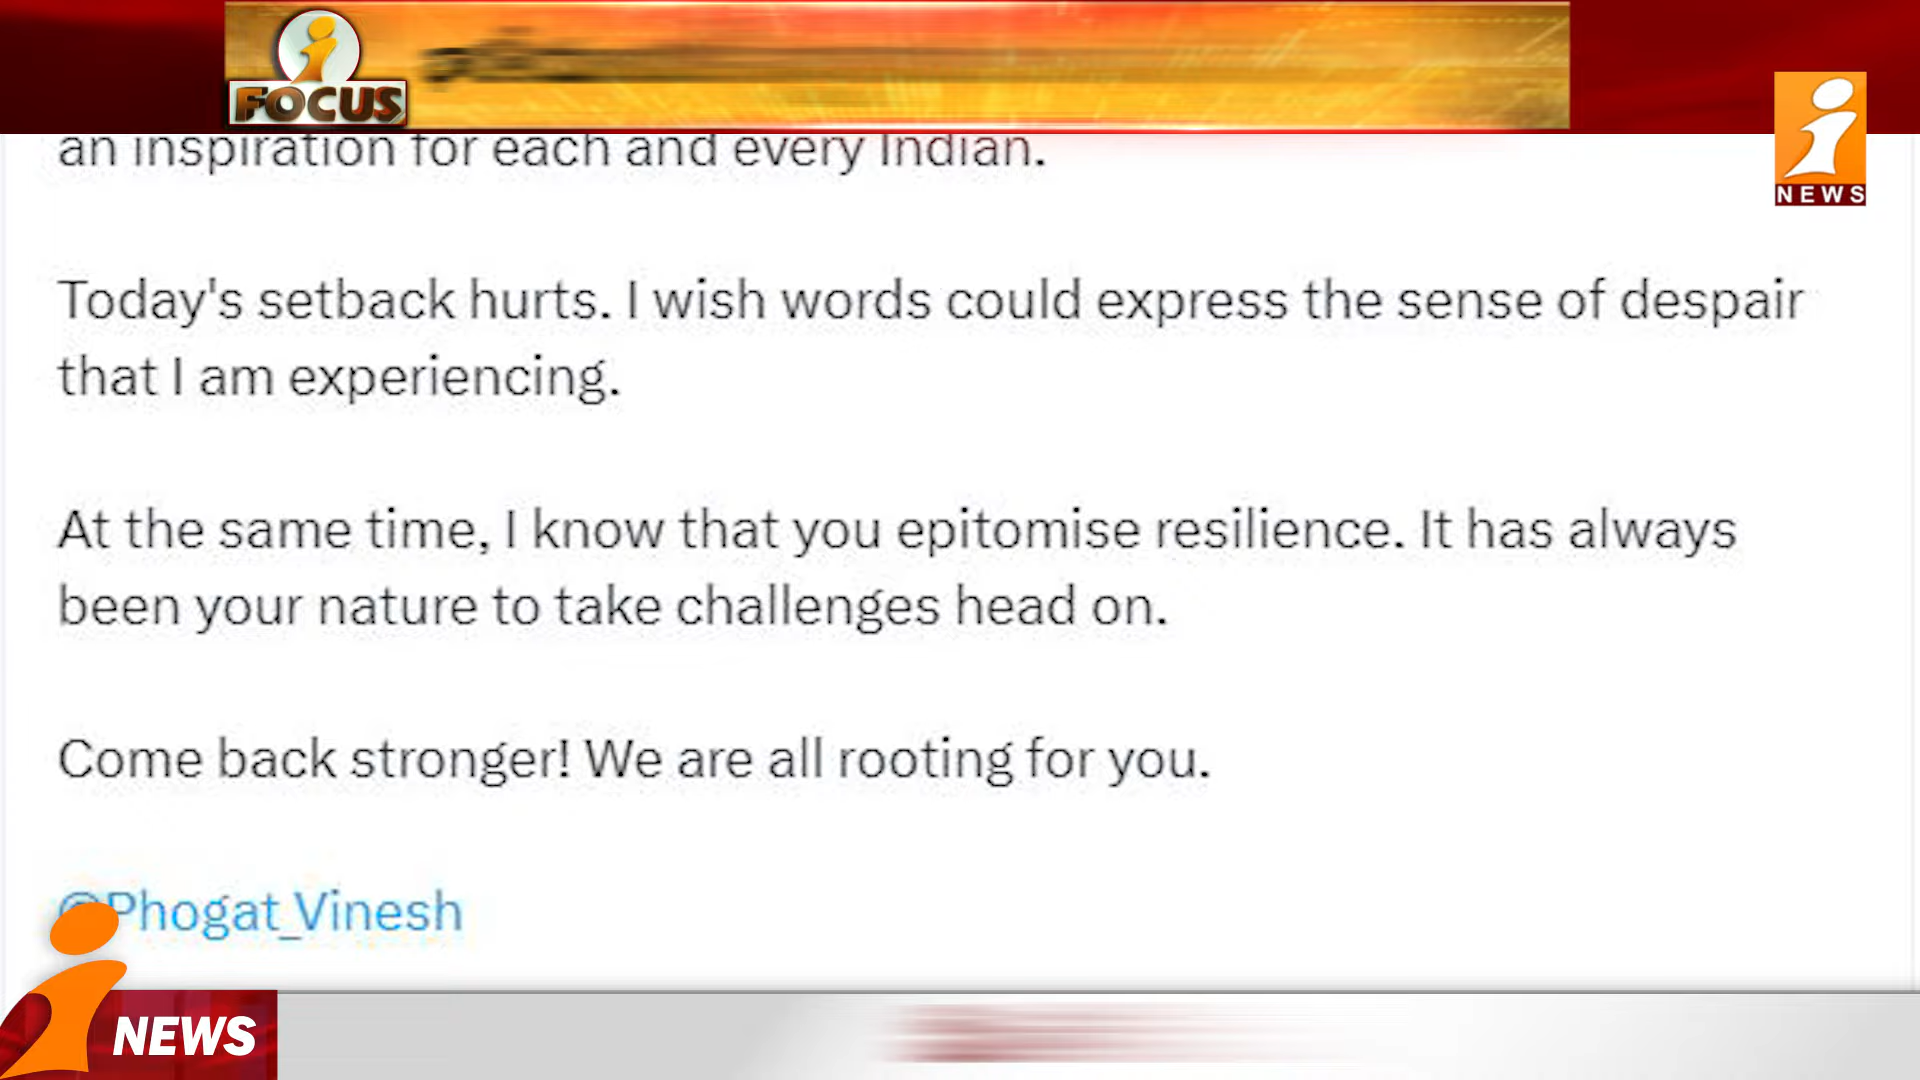 FOCUS
an inspiration for each and every Indian.
NEWS
Today's setback hurts. I wish words could express the sense of despair
that I am experiencing.
At the same time, I know that you epitomise resilience. It has always
been your nature to take challenges head on.
Come back stronger! We are all rooting for you.
@Phogat_Vinesh
NEWS